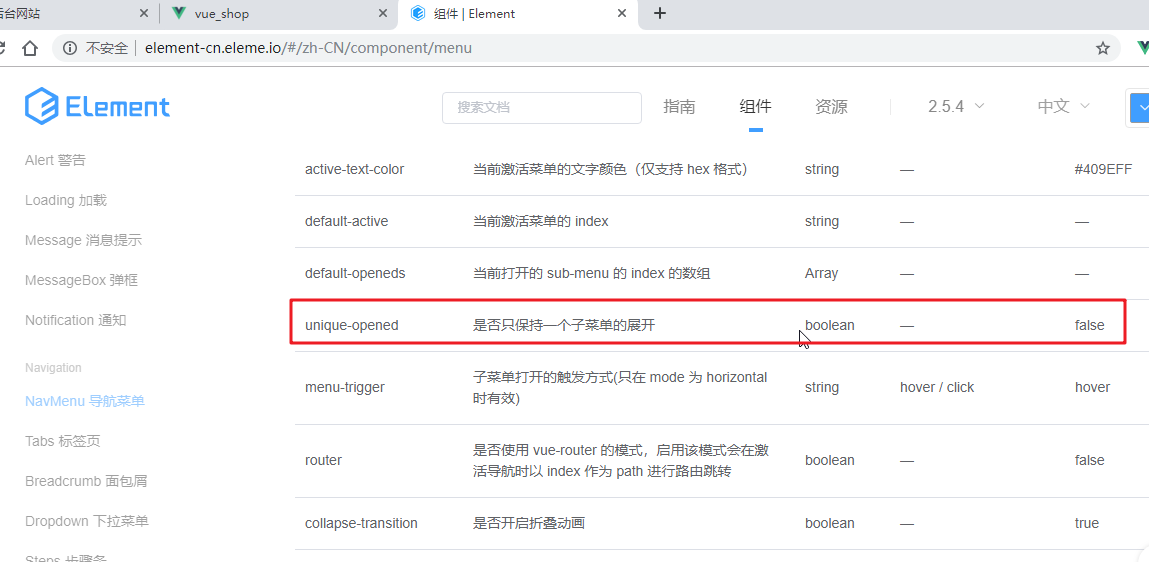 后台网站
vue_shop
组件 | Element
不安全
element-cn.eleme.io/#/zh-CN/component/menu
Element
搜索文档
指南
组件
资源
2.5.4
中文
Alert 警告
Loading 加载
Message 消息提示
MessageBox 弹框
Notification 通知
Navigation
NavMenu 导航菜单
Tabs 标签页
Breadcrumb 面包屑
Dropdown 下拉菜单
Steps 步骤条
active-text-color 当前激活菜单的文字颜色（仅支持 hex 格式） string — #409EFF
default-active 当前激活菜单的 index string — —
default-openeds 当前打开的 sub-menu 的 index 的数组 Array — —
unique-opened 是否只保持一个子菜单的展开 boolean — false
menu-trigger 子菜单打开的触发方式(只在 mode 为 horizontal
时有效) string hover / click hover
router 是否使用 vue-router 的模式，启用该模式会在激
活导航时以 index 作为 path 进行路由跳转 boolean — false
collapse-transition 是否开启折叠动画 boolean — true